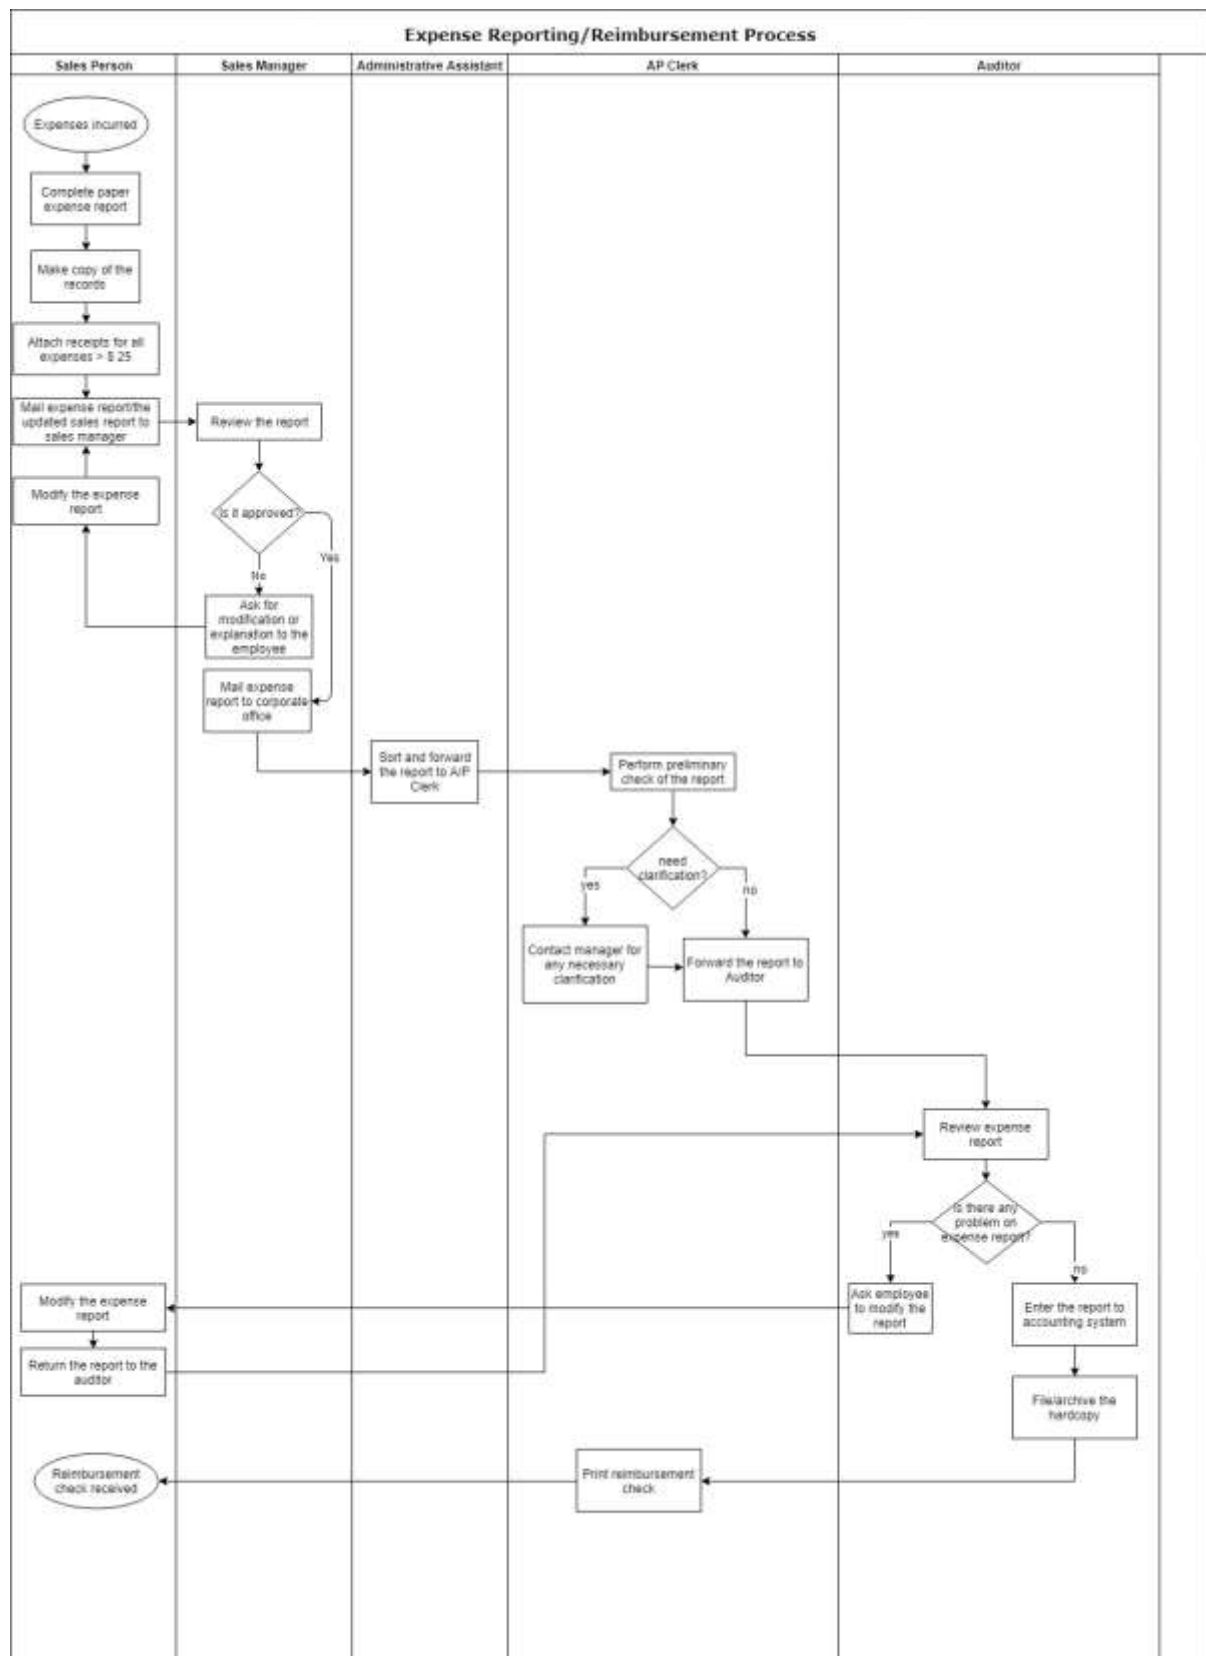 Expense Reporting/Reimbursement Process
Sales Person
Sales Manager
Administrative Assistant
AP Clerk
Auditor
Expenses incurred
Complete paper
expense report
Make copy of the
records
Attach receipts for all
expenses > $ 25
Mail expense report/the
updated sales report to
sales manager
Review the report
Modify the expense
report
Is it approved?
Yes
No
Ask for
modification or
explanation to the
employee
Mail expense
report to corporate
office
Sort and forward
the report to A/P
Clerk
Perform preliminary
check of the report
need
clarification?
yes
no
Contact manager for
any necessary
clarification
Forward the report to
Auditor
Review expense
report
Is there any
problem on
expense report?
yes
no
Modify the expense
report
Ask employee
to modify the
report
Enter the report to
accounting system
Return the report to the
auditor
File/archive the
hardcopy
Reimbursement
check received
Print reimbursement
check